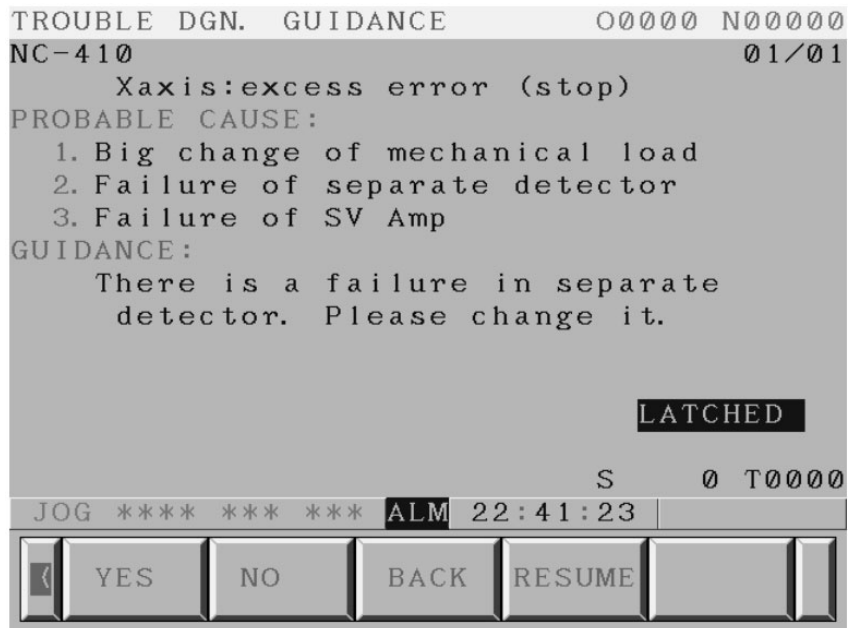 TROUBLE DGN. GUIDANCE O0000 N00000
NC-410 01/01
Xaxis:excess error (stop)
PROBABLE CAUSE:
1. Big change of mechanical load
2. Failure of separate detector
3. Failure of SV Amp
GUIDANCE:
There is a failure in separate
detector. Please change it.
LATCHED
S 0 T0000
JOG **** *** *** ALM 22:41:23
( YES NO BACK RESUME